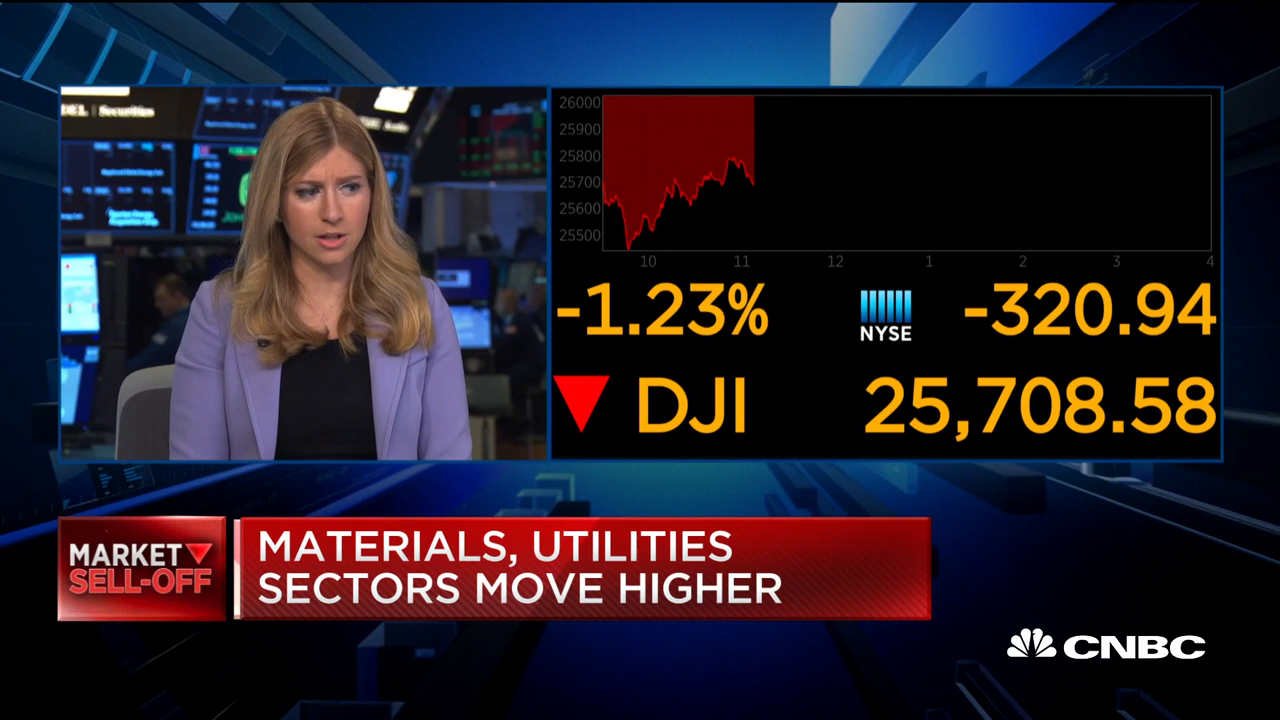 Securities
26000
25900
25800
25700
25600
25500
10 11 12 1 2 3 4
-1.23% NYSE -320.94
DJI 25,708.58
MARKET
SELL-OFF
MATERIALS, UTILITIES
SECTORS MOVE HIGHER
CNBC